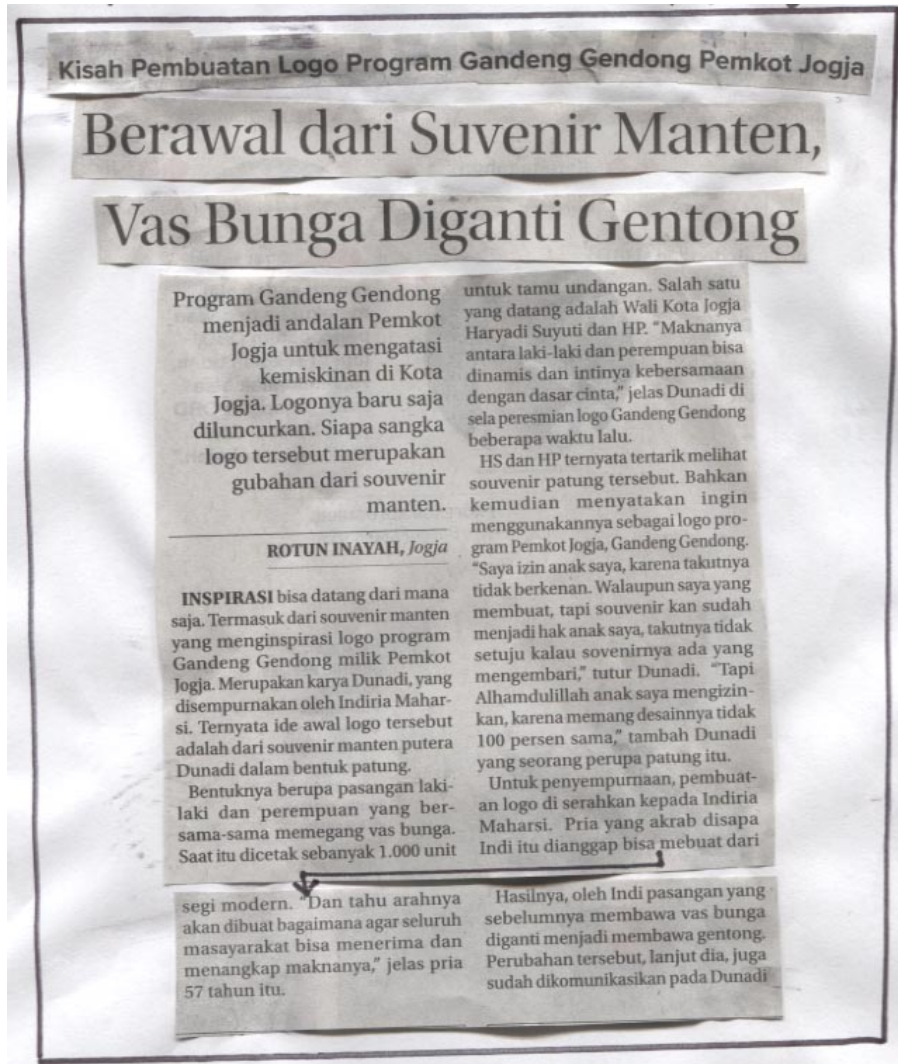 Kisah Pembuatan Logo Program Gandeng Gendong Pemkot Jogja
Berawal dari Suvenir Manten,
Vas Bunga Diganti Gentong
Program Gandeng Gendong
menjadi andalan Pemkot
Jogja untuk mengatasi
kemiskinan di Kota
Jogja. Logonya baru saja
diluncurkan. Siapa sangka
logo tersebut merupakan
gubahan dari souvenir
manten.
ROTUN INAYAH, Jogja
INSPIRASI bisa datang dari mana
saja. Termasuk dari souvenir manten
yang menginspirasi logo program
Gandeng Gendong milik Pemkot
Jogja. Merupakan karya Dunadi, yang
disempurnakan oleh Indiria Mahar-
si. Ternyata ide awal logo tersebut
adalah dari souvenir manten putera
Dunadi dalam bentuk patung.
Bentuknya berupa pasangan laki-
laki dan perempuan yang ber-
sama-sama memegang vas bunga.
Saat itu dicetak sebanyak 1.000 unit
untuk tamu undangan. Salah satu
yang datang adalah Wali Kota Jogja
Haryadi Suyuti dan HP. “Maknanya
antara laki-laki dan perempuan bisa
dinamis dan intinya kebersamaan
dengan dasar cinta,” jelas Dunadi di
sela peresmian logo Gandeng Gendong
beberapa waktu lalu.
HS dan HP ternyata tertarik melihat
souvenir patung tersebut. Bahkan
kemudian menyatakan ingin
menggunakannya sebagai logo pro-
gram Pemkot Jogja, Gandeng Gendong.
“Saya izin anak saya, karena takutnya
tidak berkenan. Walaupun saya yang
membuat, tapi souvenir kan sudah
menjadi hak anak saya, takutnya tidak
setuju kalau sovenirnya ada yang
mengembari,” tutur Dunadi. “Tapi
Alhamdulillah anak saya mengizin-
kan, karena memang desainnya tidak
100 persen sama,” tambah Dunadi
yang seorang perupa patung itu.
Untuk penyempurnaan, pembuat-
an logo di serahkan kepada Indiria
Maharsi. Pria yang akrab disapa
Indi itu dianggap bisa mebuat dari
segi modern. “Dan tahu arahnya
akan dibuat bagaimana agar seluruh
masayarakat bisa menerima dan
menangkap maknanya,” jelas pria
57 tahun itu.
Hasilnya, oleh Indi pasangan yang
sebelumnya membawa vas bunga
diganti menjadi membawa gentong.
Perubahan tersebut, lanjut dia, juga
sudah dikomunikasikan pada Dunadi